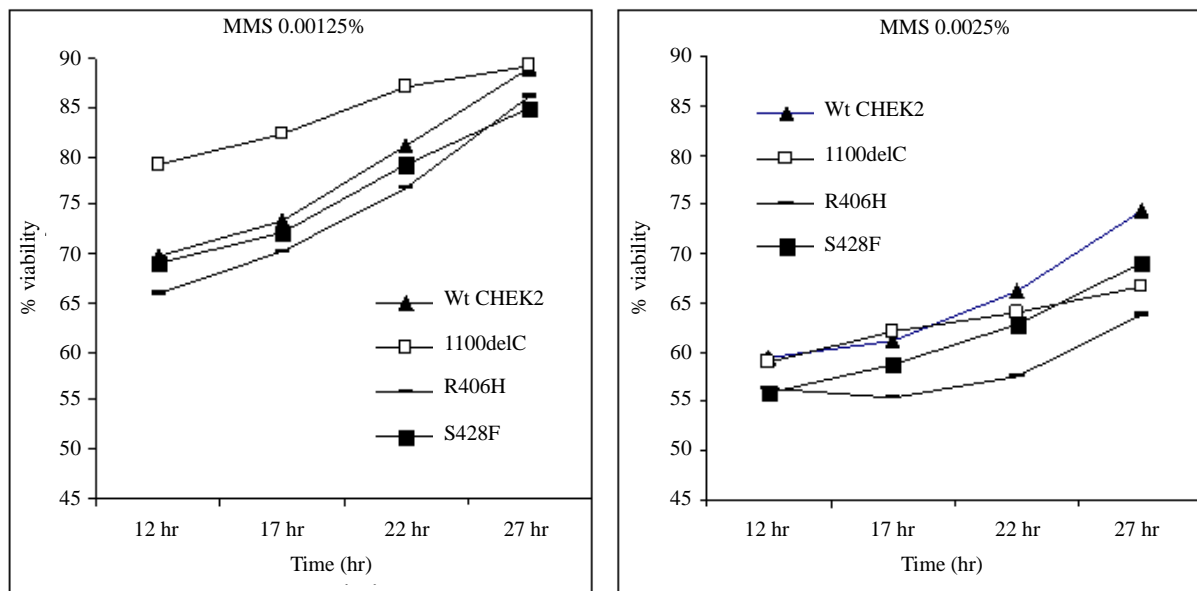 MMS 0.00125%
90
85
80
75
70
65
60
55
50
45
% viability
Wt CHEK2
1100delC
R406H
S428F
12 hr
17 hr
22 hr
27 hr
Time (hr)
MMS 0.0025%
90
85
80
75
70
65
60
55
50
45
% viability
Wt CHEK2
1100delC
R406H
S428F
12 hr
17 hr
22 hr
27 hr
Time (hr)